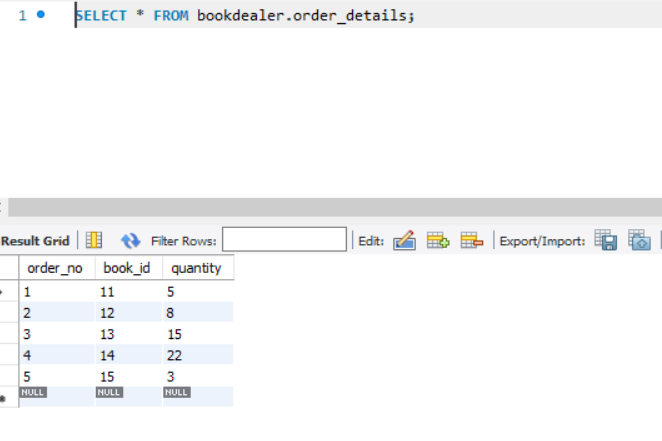 1 SELECT * FROM bookdealer.order_details;
Result Grid Filter Rows: Edit: Export/Import:
order_no book_id quantity
1 11 5
2 12 8
3 13 15
4 14 22
5 15 3
NULL NULL NULL